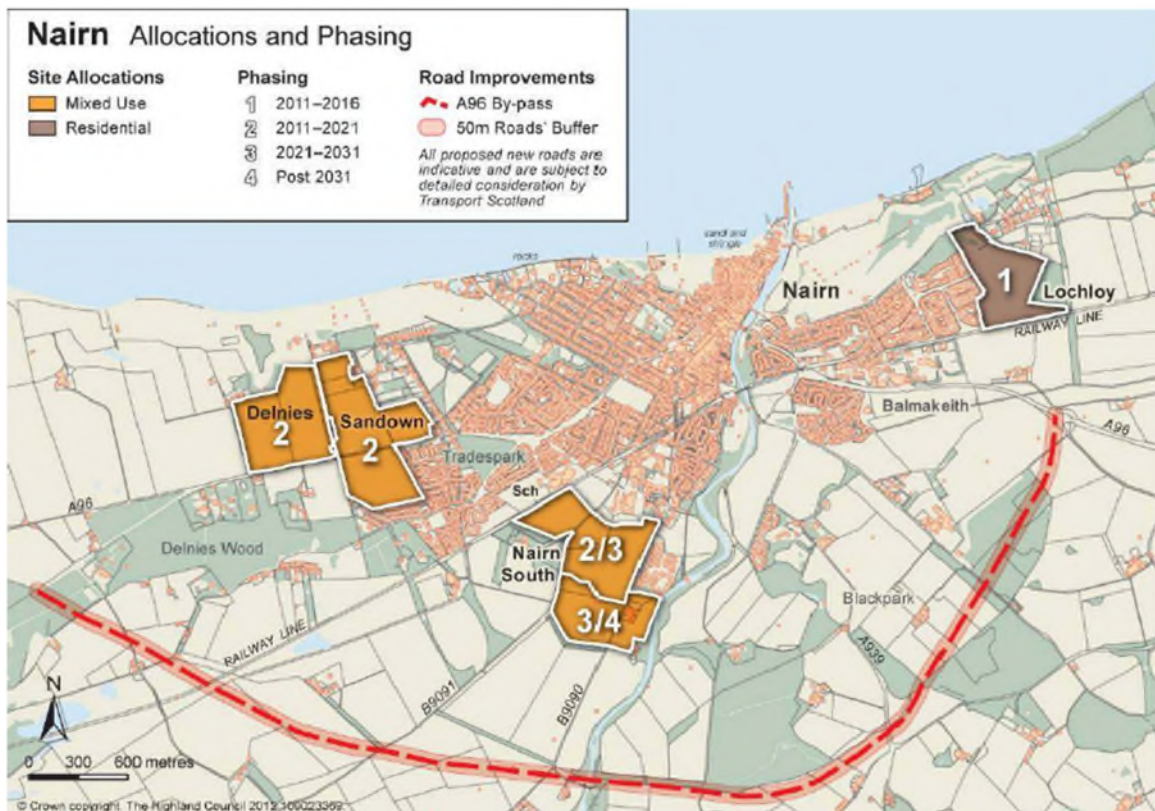 Nairn Allocations and Phasing
Site Allocations
Mixed Use
Residential
Phasing
1 2011–2016
2 2011–2021
3 2021–2031
4 Post 2031
Road Improvements
A96 By-pass
50m Roads' Buffer
All proposed new roads are
indicative and are subject to
detailed consideration by
Transport Scotland
sand and
shingle
rocks
Nairn
1
Lochloy
RAILWAY LINE
Delnies
2
Sandown
2
Tradespark
Balmakeith
A96
A96
Sch
Delnies Wood
Nairn
South
2/3
3/4
Blackpark
A939
RAILWAY LINE
B9091
B9090
N
0 300 600 metres
© Crown copyright. The Highland Council 2012 100023369